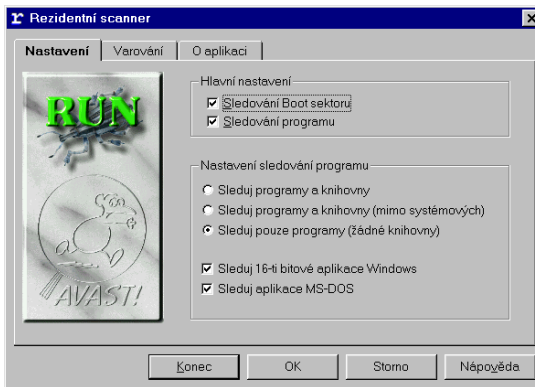 Rezidentní scanner
Nastavení
Varování
O aplikaci
RUN
AVAST!
Hlavní nastavení
Sledování Boot sektoru
Sledování programu
Nastavení sledování programu
Sleduj programy a knihovny
Sleduj programy a knihovny (mimo systémových)
Sleduj pouze programy (žádné knihovny)
Sleduj 16-ti bitové aplikace Windows
Sleduj aplikace MS-DOS
Konec
OK
Storno
Nápověda